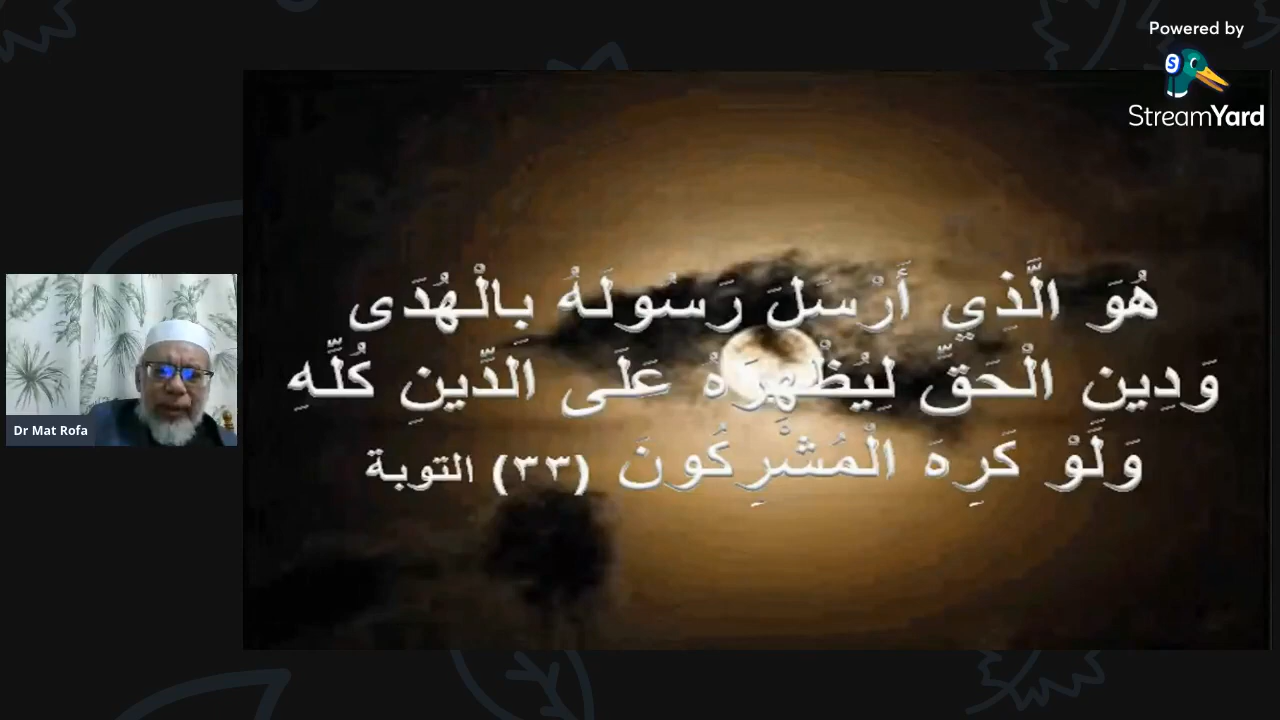 Powered by
StreamYard
هُوَ الَّذِي أَرْسَلَ رَسُولَهُ بِالْهُدَى
وَدِينِ الْحَقِّ لِيُظْهِرَهُ عَلَى الدِّينِ كُلِّهِ
وَلَوْ كَرِهَ الْمُشْرِكُونَ (٣٣) التوبة
Dr Mat Rofa